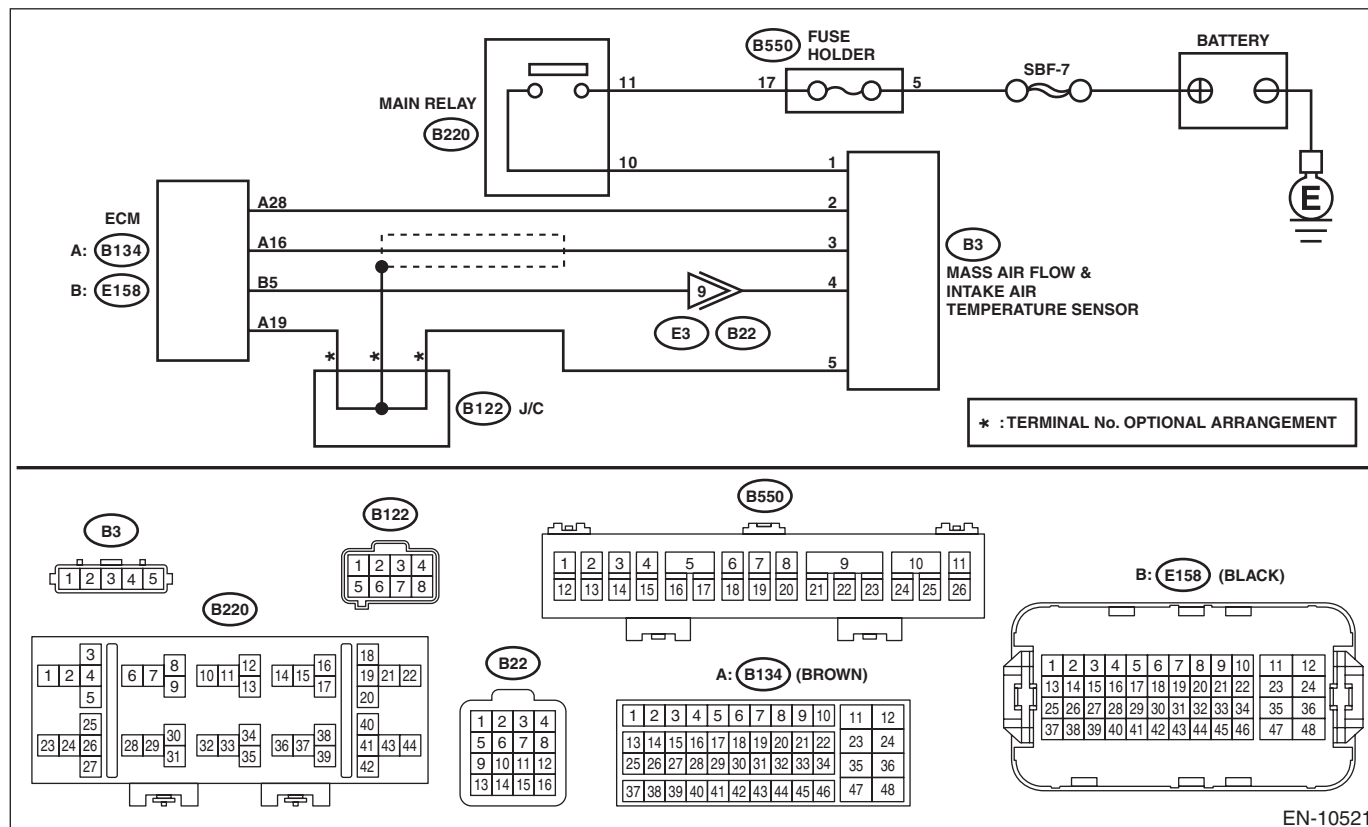 B550 FUSE HOLDER
BATTERY
SBF-7
11 17 5
MAIN RELAY
B220
10 1
A28 2
ECM
A: B134
A16 3
B3
MASS AIR FLOW &
INTAKE AIR
TEMPERATURE SENSOR
B: E158
B5 9 4
E3 B22
A19 5
* * *
B122 J/C
* : TERMINAL No. OPTIONAL ARRANGEMENT
E
B3
1 2 3 4 5
B122
1 2 3 4
5 6 7 8
B550
1 2 3 4 5 6 7 8 9 10 11
12 13 14 15 16 17 18 19 20 21 22 23 24 25 26
B220
3 8 12 16 18
1 2 4 6 7 10 11 14 15 19 21 22
5 9 13 17 20
25 30 34 38 40
23 24 26 28 29 32 33 36 37 41 43 44
27 31 35 39 42
B22
1 2 3 4
5 6 7 8
9 10 11 12
13 14 15 16
A: B134 (BROWN)
1 2 3 4 5 6 7 8 9 10 11 12
13 14 15 16 17 18 19 20 21 22 23 24
25 26 27 28 29 30 31 32 33 34 35 36
37 38 39 40 41 42 43 44 45 46 47 48
B: E158 (BLACK)
1 2 3 4 5 6 7 8 9 10 11 12
13 14 15 16 17 18 19 20 21 22 23 24
25 26 27 28 29 30 31 32 33 34 35 36
37 38 39 40 41 42 43 44 45 46 47 48
EN-10521